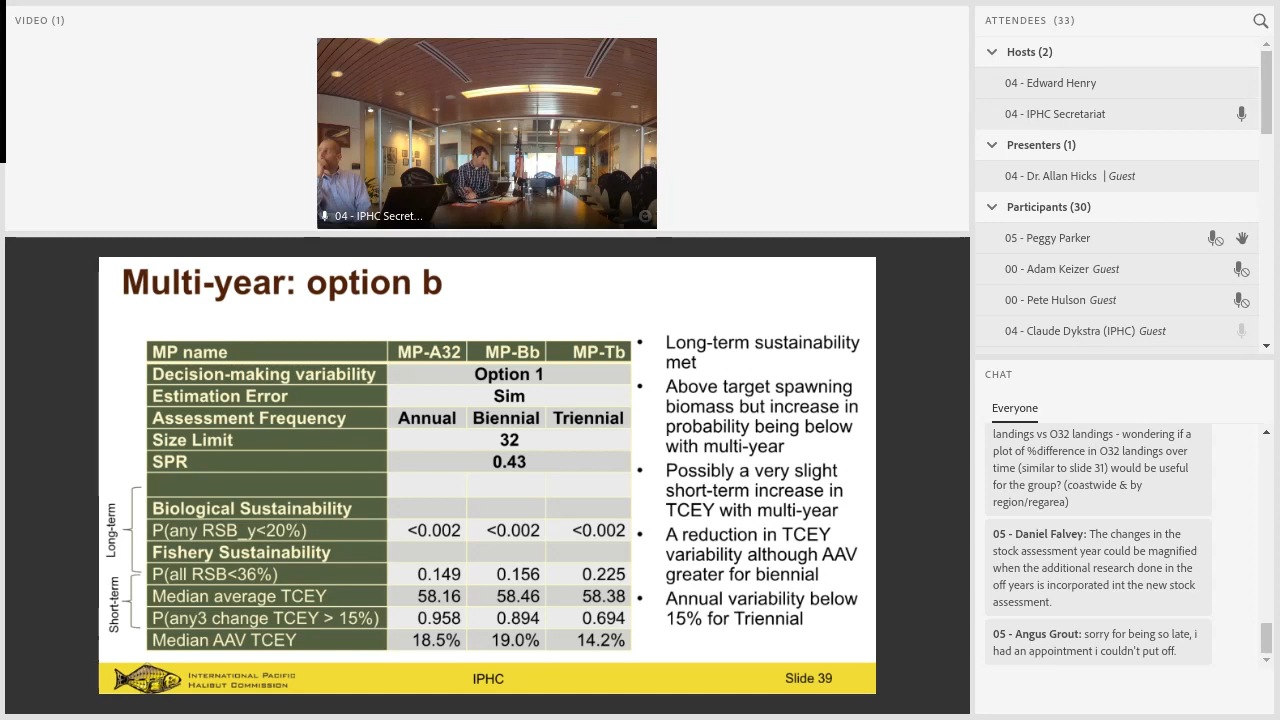 VIDEO (1)
04 - IPHC Secret...
Multi-year: option b
MP name MP-A32 MP-Bb MP-Tb
Decision-making variability Option 1
Estimation Error Sim
Assessment Frequency Annual Biennial Triennial
Size Limit 32
SPR 0.43
Biological Sustainability
P(any RSB_y<20%) <0.002 <0.002 <0.002
Fishery Sustainability
P(all RSB<36%) 0.149 0.156 0.225
Median average TCEY 58.16 58.46 58.38
P(any3 change TCEY > 15%) 0.958 0.894 0.694
Median AAV TCEY 18.5% 19.0% 14.2%
Long-term
Short-term
• Long-term sustainability
met
• Above target spawning
biomass but increase in
probability being below
with multi-year
• Possibly a very slight
short-term increase in
TCEY with multi-year
• A reduction in TCEY
variability although AAV
greater for biennial
• Annual variability below
15% for Triennial
INTERNATIONAL PACIFIC
HALIBUT COMMISSION
IPHC
Slide 39
ATTENDEES (33)
Hosts (2)
04 - Edward Henry
04 - IPHC Secretariat
Presenters (1)
04 - Dr. Allan Hicks | Guest
Participants (30)
05 - Peggy Parker
00 - Adam Keizer Guest
00 - Pete Hulson Guest
04 - Claude Dykstra (IPHC) Guest
CHAT
Everyone
landings vs O32 landings - wondering if a
plot of %difference in O32 landings over
time (similar to slide 31) would be useful
for the group? (coastwide & by
region/regarea)
05 - Daniel Falvey: The changes in the
stock asessment year could be magnified
when the additional research done in the
off years is incorporated int the new stock
assessment.
05 - Angus Grout: sorry for being so late, i
had an appointment i couldn't put off.